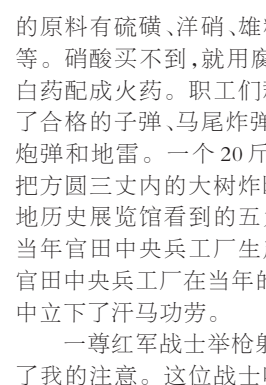 的原料有硫磺、洋硝、雄
等。硝酸买不到,就用腐
白药配成火药。职工们
了合格的子弹、马尾炸弹
炮弹和地雷。一个20斤
把方圆三丈内的大树炸
地历史展览馆看到的五
当年官田中央兵工厂生
官田中央兵工厂在当年的
中立下了汗马功劳。
一尊红军战士举枪射
了我的注意。这位战士